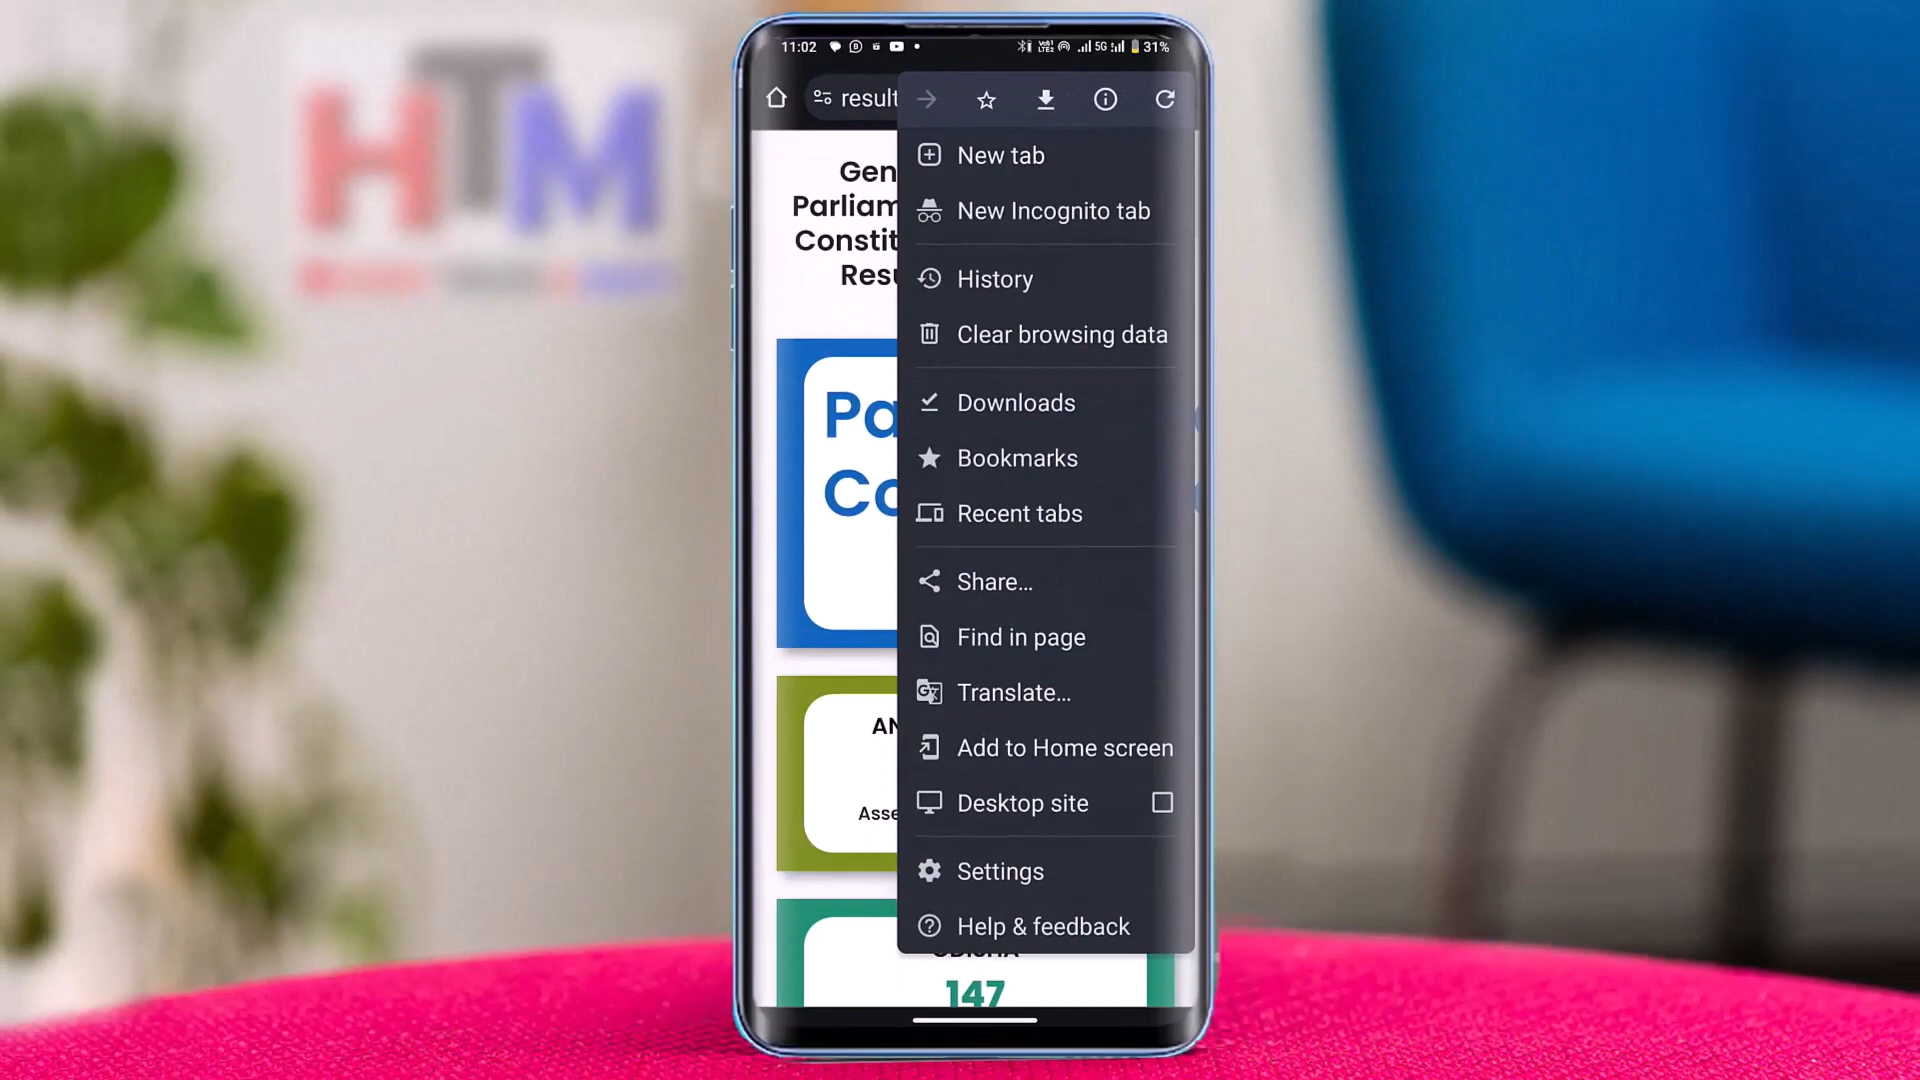 HTM
11:02
5G
31%
result
Gen
Parliam
Constit
Resu
Pa
Co
AN
Asse
147
New tab
New Incognito tab
History
Clear browsing data
Downloads
Bookmarks
Recent tabs
Share...
Find in page
Translate...
Add to Home screen
Desktop site
Settings
Help & feedback